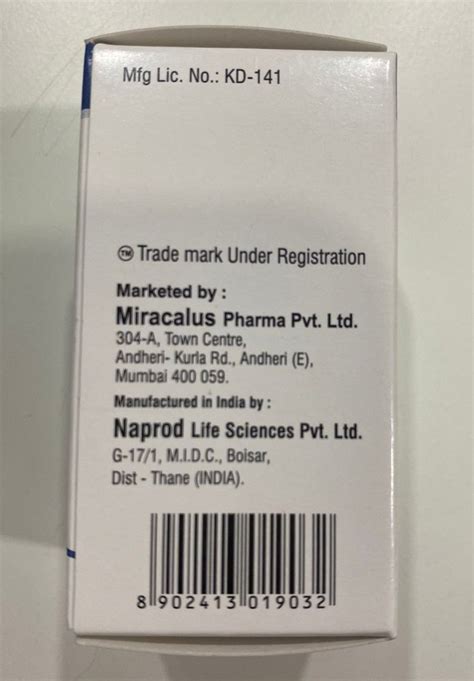 Mfg Lic. No.: KD-141
™ Trade mark Under Registration
Marketed by :
Miracalus Pharma Pvt. Ltd.
304-A, Town Centre,
Andheri- Kurla Rd., Andheri (E),
Mumbai 400 059.
Manufactured in India by :
Naprod Life Sciences Pvt. Ltd.
G-17/1, M.I.D.C., Boisar,
Dist - Thane (INDIA).
8 902413 019032